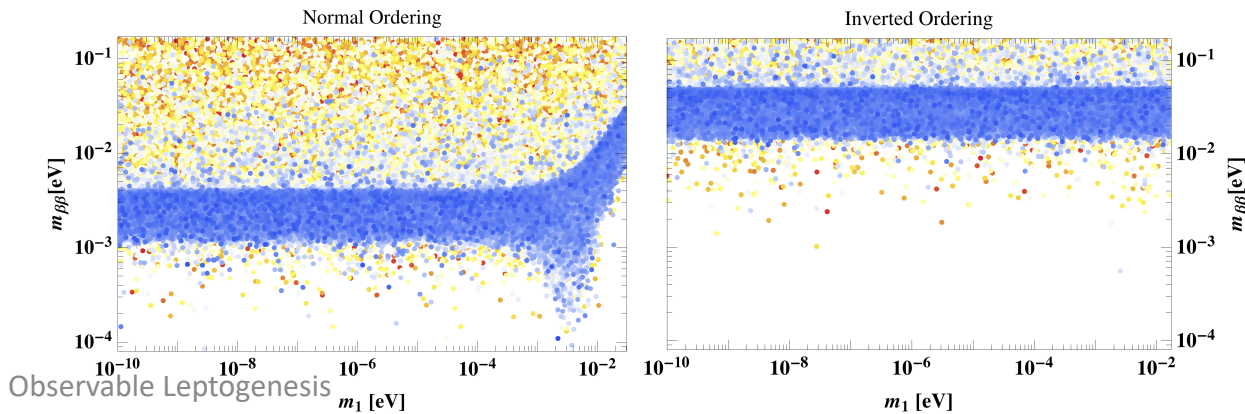 Normal Ordering
Inverted Ordering
10⁻¹
10⁻²
10⁻³
10⁻⁴
m_ββ[eV]
10⁻¹⁰ 10⁻⁸ 10⁻⁶ 10⁻⁴ 10⁻²
m₁ [eV]
10⁻¹
10⁻²
10⁻³
10⁻⁴
m_ββ[eV]
10⁻¹⁰ 10⁻⁸ 10⁻⁶ 10⁻⁴ 10⁻²
m₁ [eV]
Observable Leptogenesis